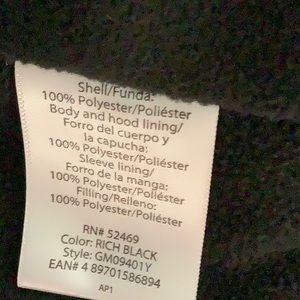 Shell/Funda:
100% Polyester/Poliéster
Body and hood lining/
Forro del cuerpo y
la capucha:
100% Polyester/Poliéster
Sleeve lining/
Forro de la manga:
100% Polyester/Poliéster
Filling/Relleno:
100% Polyester/Poliéster
RN# 52469
Color: RICH BLACK
Style: GM09401Y
EAN# 4 89701586894
AP1